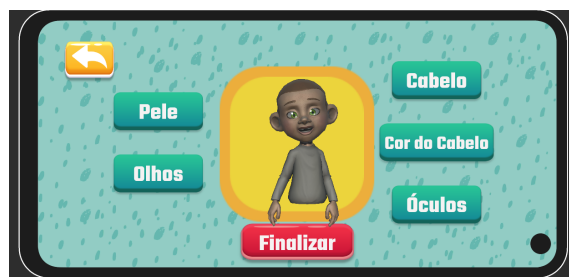 Pele
Olhos
Cabelo
Cor do Cabelo
Óculos
Finalizar